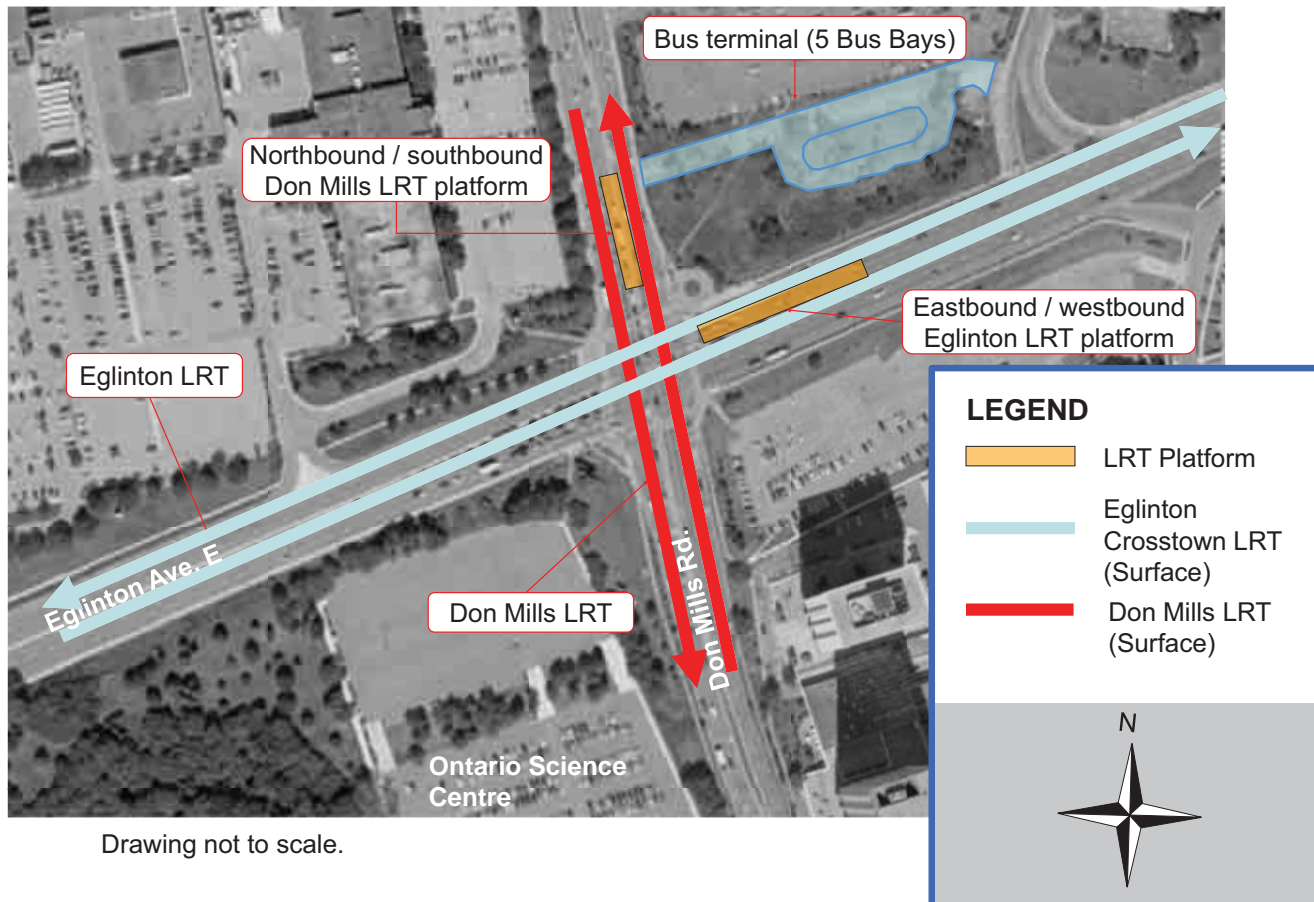 Bus terminal (5 Bus Bays)
Northbound / southbound
Don Mills LRT platform
Eastbound / westbound
Eglinton LRT platform
Eglinton LRT
Eglinton Ave. E
Don Mills LRT
Don Mills Rd.
Ontario Science
Centre
LEGEND
LRT Platform
Eglinton
Crosstown LRT
(Surface)
Don Mills LRT
(Surface)
N
Drawing not to scale.